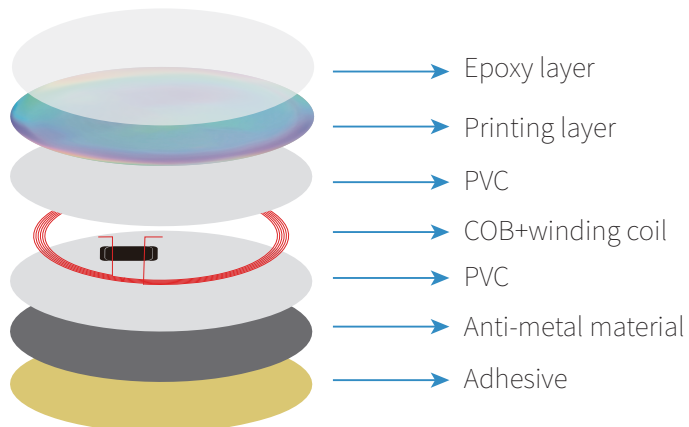 Epoxy layer
Printing layer
PVC
COB+winding coil
PVC
Anti-metal material
Adhesive